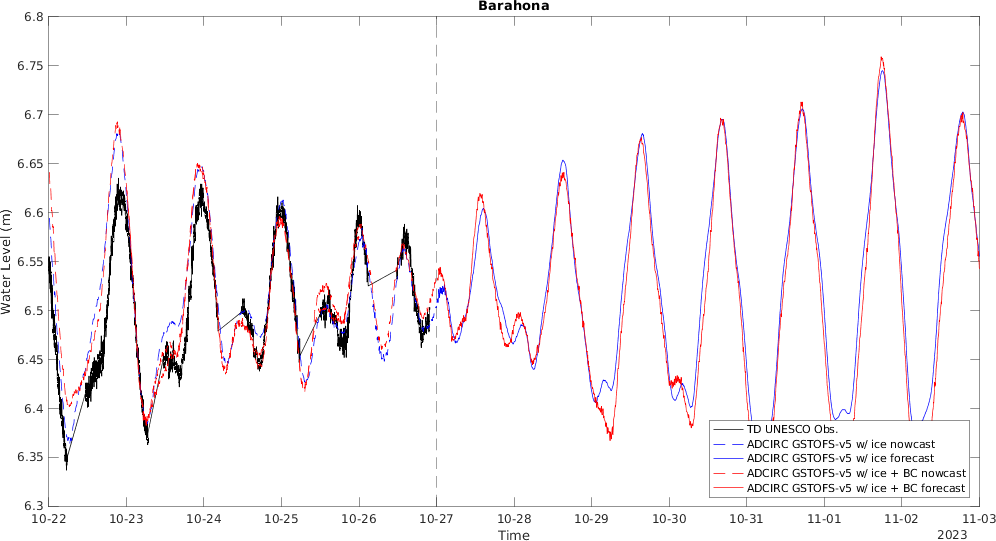 Barahona
6.8
6.75
6.7
6.65
6.6
6.55
6.5
6.45
6.4
6.35
6.3
Water Level (m)
TD UNESCO Obs.
ADCIRC GSTOFS-v5 w/ ice nowcast
ADCIRC GSTOFS-v5 w/ ice forecast
ADCIRC GSTOFS-v5 w/ ice + BC nowcast
ADCIRC GSTOFS-v5 w/ ice + BC forecast
10-22 10-23 10-24 10-25 10-26 10-27 10-28 10-29 10-30 10-31 11-01 11-02 11-03
Time
2023